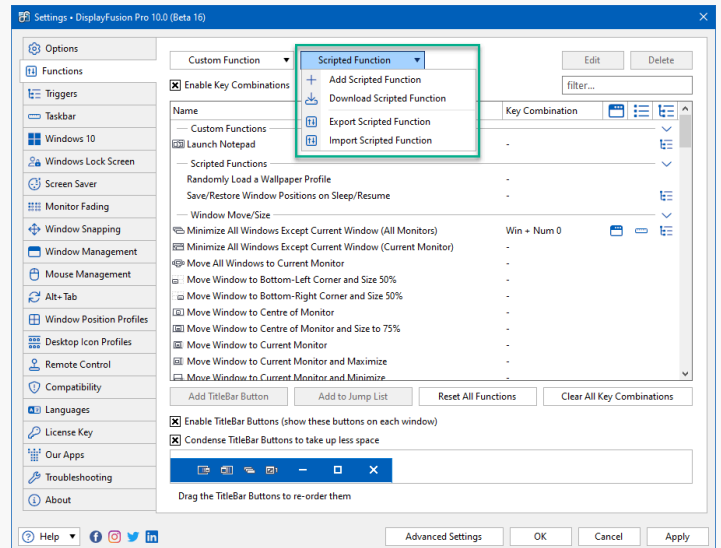 Settings • DisplayFusion Pro 10.0 (Beta 16)
Options
Functions
Triggers
Taskbar
Windows 10
Windows Lock Screen
Screen Saver
Monitor Fading
Window Snapping
Window Management
Mouse Management
Alt+Tab
Window Position Profiles
Desktop Icon Profiles
Remote Control
Compatibility
Languages
License Key
Our Apps
Troubleshooting
About
Custom Function
Scripted Function
Edit
Delete
Add Scripted Function
Download Scripted Function
Export Scripted Function
Import Scripted Function
Enable Key Combinations
filter...
Name
Key Combination
Custom Functions
Launch Notepad -
Scripted Functions
Randomly Load a Wallpaper Profile -
Save/Restore Window Positions on Sleep/Resume -
Window Move/Size
Minimize All Windows Except Current Window (All Monitors) Win + Num 0
Minimize All Windows Except Current Window (Current Monitor) -
Move All Windows to Current Monitor -
Move Window to Bottom-Left Corner and Size 50% -
Move Window to Bottom-Right Corner and Size 50% -
Move Window to Centre of Monitor -
Move Window to Centre of Monitor and Size to 75% -
Move Window to Current Monitor -
Move Window to Current Monitor and Maximize -
Move Window to Current Monitor and Minimize -
Add TitleBar Button
Add to Jump List
Reset All Functions
Clear All Key Combinations
Enable TitleBar Buttons (show these buttons on each window)
Condense TitleBar Buttons to take up less space
Drag the TitleBar Buttons to re-order them
Help
Advanced Settings
OK
Cancel
Apply